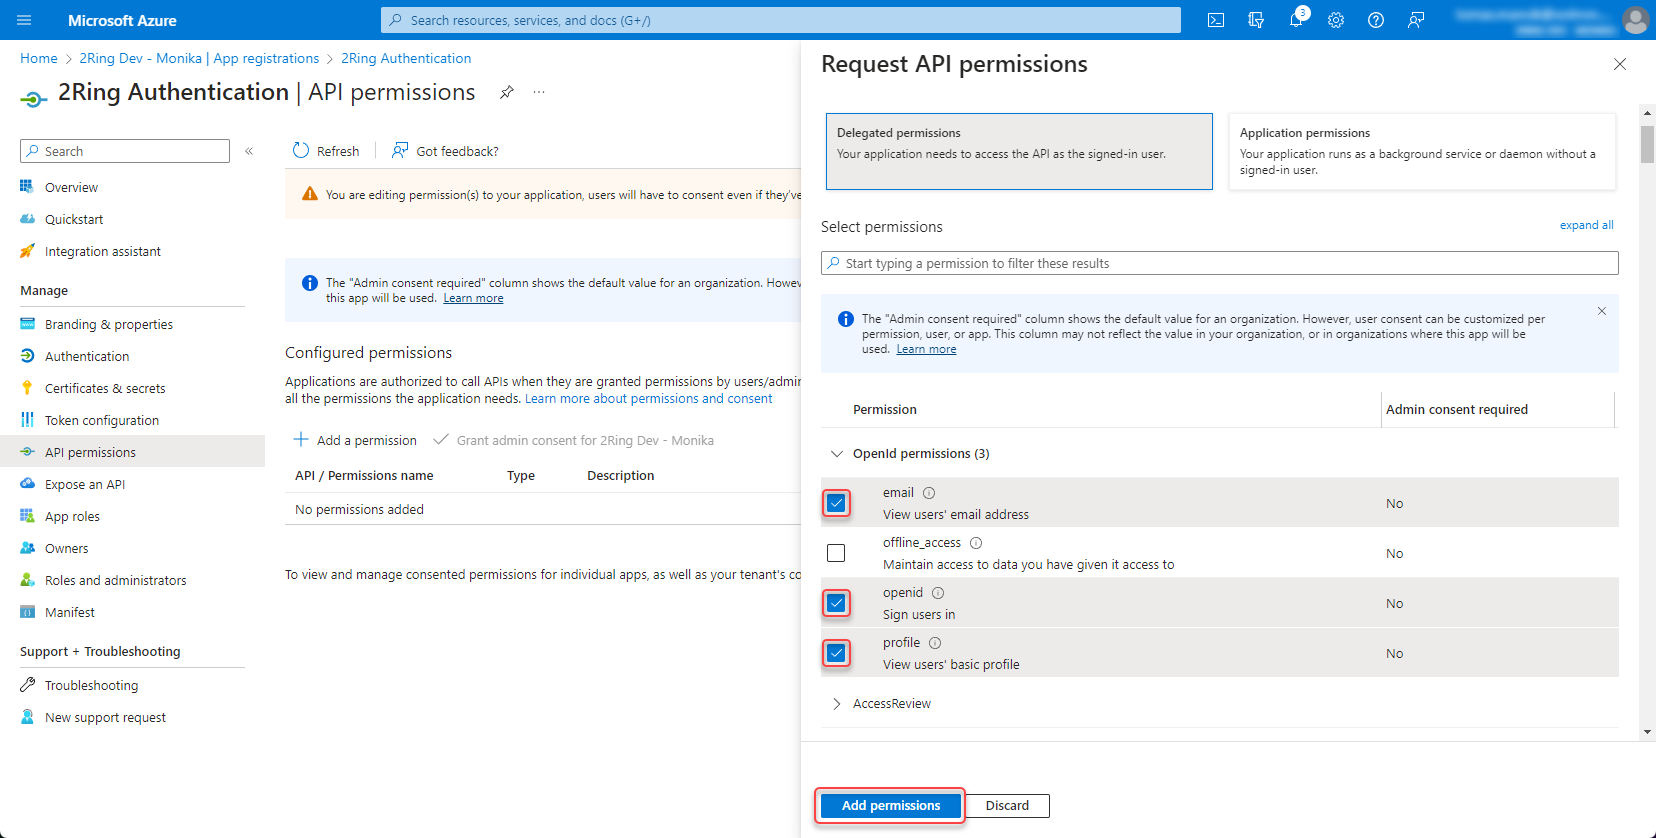 Microsoft Azure
Search resources, services, and docs (G+/)
3
Home > 2Ring Dev - Monika | App registrations > 2Ring Authentication
2Ring Authentication | API permissions
Search
Overview
Quickstart
Integration assistant
Manage
Branding & properties
Authentication
Certificates & secrets
Token configuration
API permissions
Expose an API
App roles
Owners
Roles and administrators
Manifest
Support + Troubleshooting
Troubleshooting
New support request
Refresh
Got feedback?
You are editing permission(s) to your application, users will have to consent even if they've
The "Admin consent required" column shows the default value for an organization. Howev
this app will be used. Learn more
Configured permissions
Applications are authorized to call APIs when they are granted permissions by users/admin
all the permissions the application needs. Learn more about permissions and consent
Add a permission
Grant admin consent for 2Ring Dev - Monika
API / Permissions name Type Description
No permissions added
To view and manage consented permissions for individual apps, as well as your tenant's co
Request API permissions
Delegated permissions
Your application needs to access the API as the signed-in user.
Application permissions
Your application runs as a background service or daemon without a
signed-in user.
Select permissions
expand all
Start typing a permission to filter these results
The "Admin consent required" column shows the default value for an organization. However, user consent can be customized per
permission, user, or app. This column may not reflect the value in your organization, or in organizations where this app will be
used. Learn more
Permission Admin consent required
OpenId permissions (3)
email
View users' email address
No
offline_access
Maintain access to data you have given it access to
No
openid
Sign users in
No
profile
View users' basic profile
No
AccessReview
Add permissions
Discard